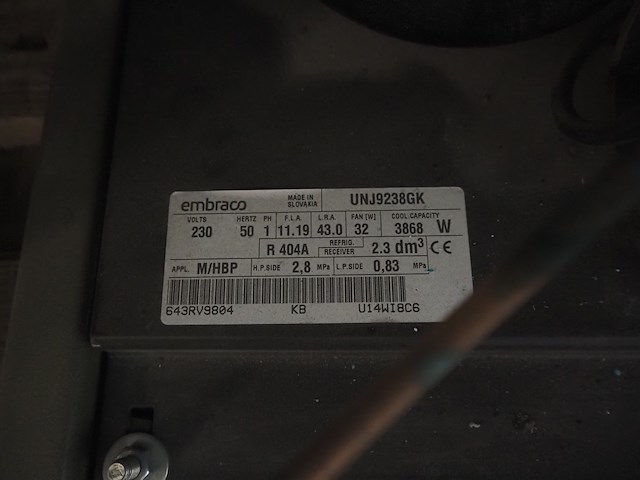 embraco MADE IN SLOVAKIA UNJ9238GK
VOLTS HERTZ PH F.L.A. L.R.A. FAN [W] COOL.CAPACITY
230 50 1 11.19 43.0 32 3868 W
R 404A REFRIG. RECEIVER 2.3 dm³ CE
APPL. M/HBP H.P.SIDE 2,8 MPa L.P.SIDE 0,83 MPa
643RV9804 KB U14WI8C6